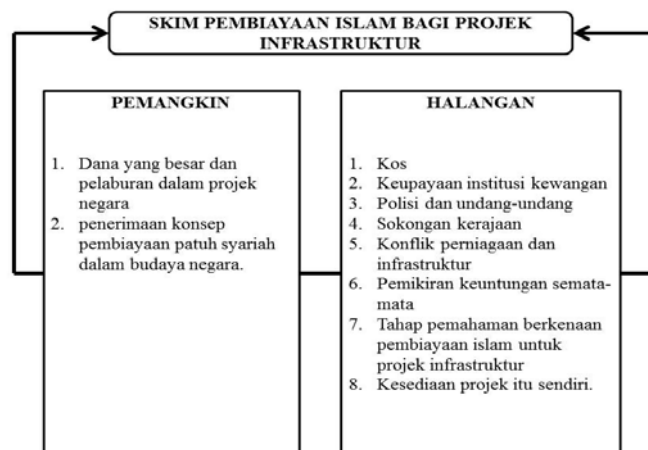 SKIM PEMBIAYAAN ISLAM BAGI PROJEK
INFRASTRUKTUR
PEMANGKIN
1. Dana yang besar dan
pelaburan dalam projek
negara
2. penerimaan konsep
pembiayaan patuh syariah
dalam budaya negara.
HALANGAN
1. Kos
2. Keupayaan institusi kewangan
3. Polisi dan undang-undang
4. Sokongan kerajaan
5. Konflik perniagaan dan
infrastruktur
6. Pemikiran keuntungan semata-
mata
7. Tahap pemahaman berkenaan
pembiayaan islam untuk
projek infrastruktur
8. Kesediaan projek itu sendiri.